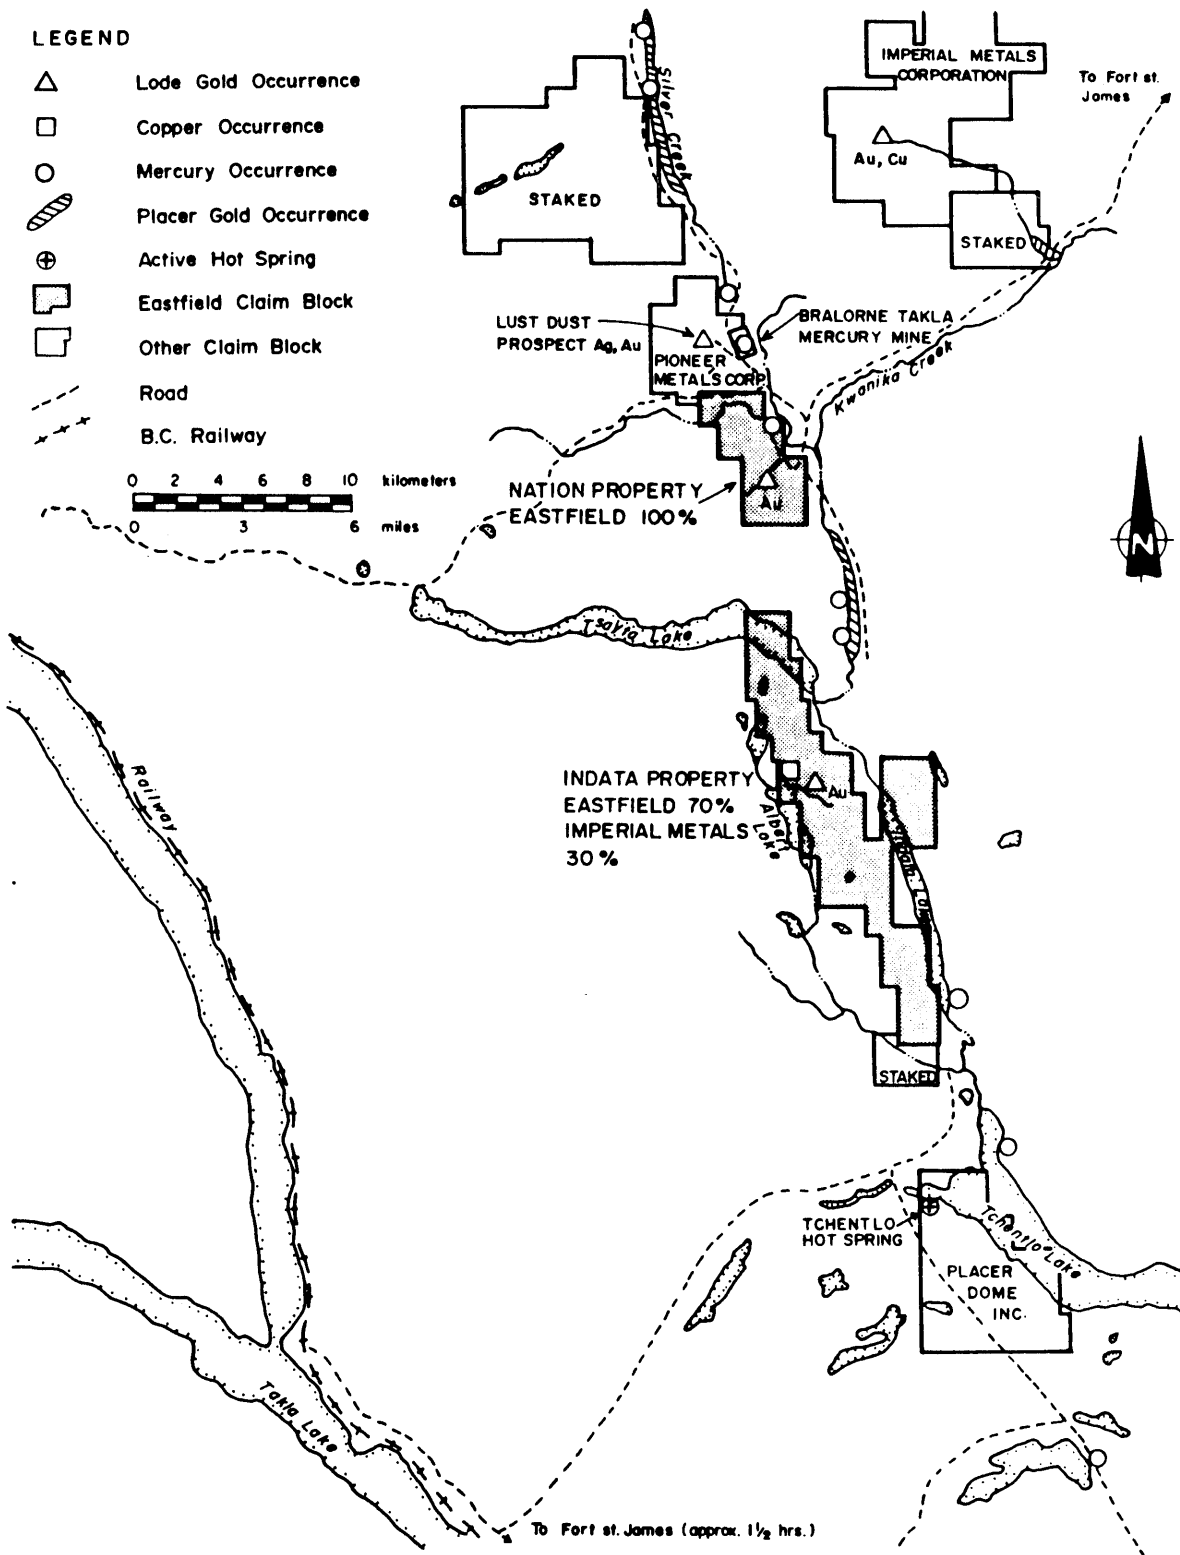 LEGEND
Lode Gold Occurrence
Copper Occurrence
Mercury Occurrence
Placer Gold Occurrence
Active Hot Spring
Eastfield Claim Block
Other Claim Block
Road
B.C. Railway
0 2 4 6 8 10 kilometers
0 3 6 miles
Silver Creek
STAKED
IMPERIAL METALS
CORPORATION
To Fort st.
James
Au, Cu
STAKED
LUST DUST
PROSPECT Ag, Au
BRALORNE TAKLA
MERCURY MINE
PIONEER
METALS CORP.
Kwanika Creek
NATION PROPERTY
EASTFIELD 100%
Au
N
Tsayta Lake
Railway
INDATA PROPERTY
EASTFIELD 70%
IMPERIAL METALS
30%
Au
Albert
Lake
Lake
STAKED
TCHENTLO
HOT SPRING
Tchentlo Lake
PLACER
DOME
INC.
Takla Lake
To Fort st. James (approx. 1½ hrs.)